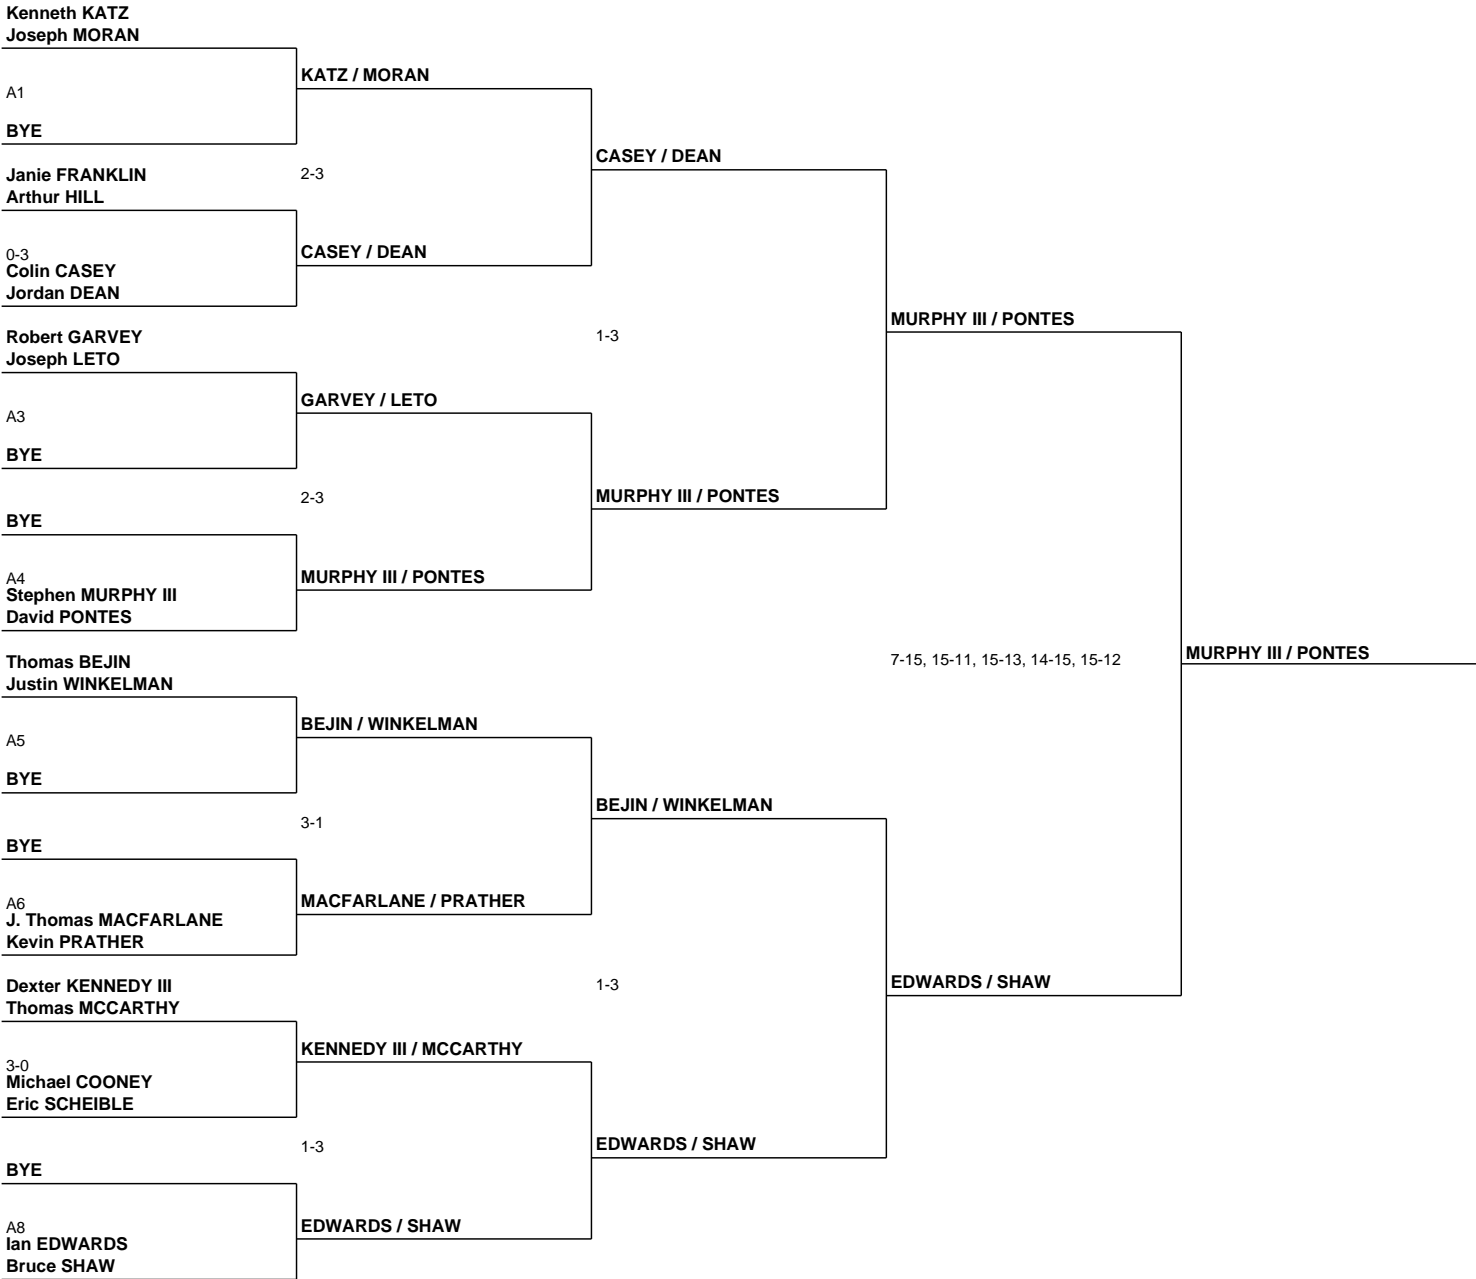 Kenneth KATZ
Joseph MORAN
A1
BYE
Janie FRANKLIN
Arthur HILL
0-3
Colin CASEY
Jordan DEAN
Robert GARVEY
Joseph LETO
A3
BYE
BYE
A4
Stephen MURPHY III
David PONTES
Thomas BEJIN
Justin WINKELMAN
A5
BYE
BYE
A6
J. Thomas MACFARLANE
Kevin PRATHER
Dexter KENNEDY III
Thomas MCCARTHY
3-0
Michael COONEY
Eric SCHEIBLE
BYE
A8
Ian EDWARDS
Bruce SHAW
KATZ / MORAN
2-3
CASEY / DEAN
GARVEY / LETO
2-3
MURPHY III / PONTES
BEJIN / WINKELMAN
3-1
MACFARLANE / PRATHER
KENNEDY III / MCCARTHY
1-3
EDWARDS / SHAW
CASEY / DEAN
1-3
MURPHY III / PONTES
BEJIN / WINKELMAN
1-3
EDWARDS / SHAW
MURPHY III / PONTES
7-15, 15-11, 15-13, 14-15, 15-12
EDWARDS / SHAW
MURPHY III / PONTES